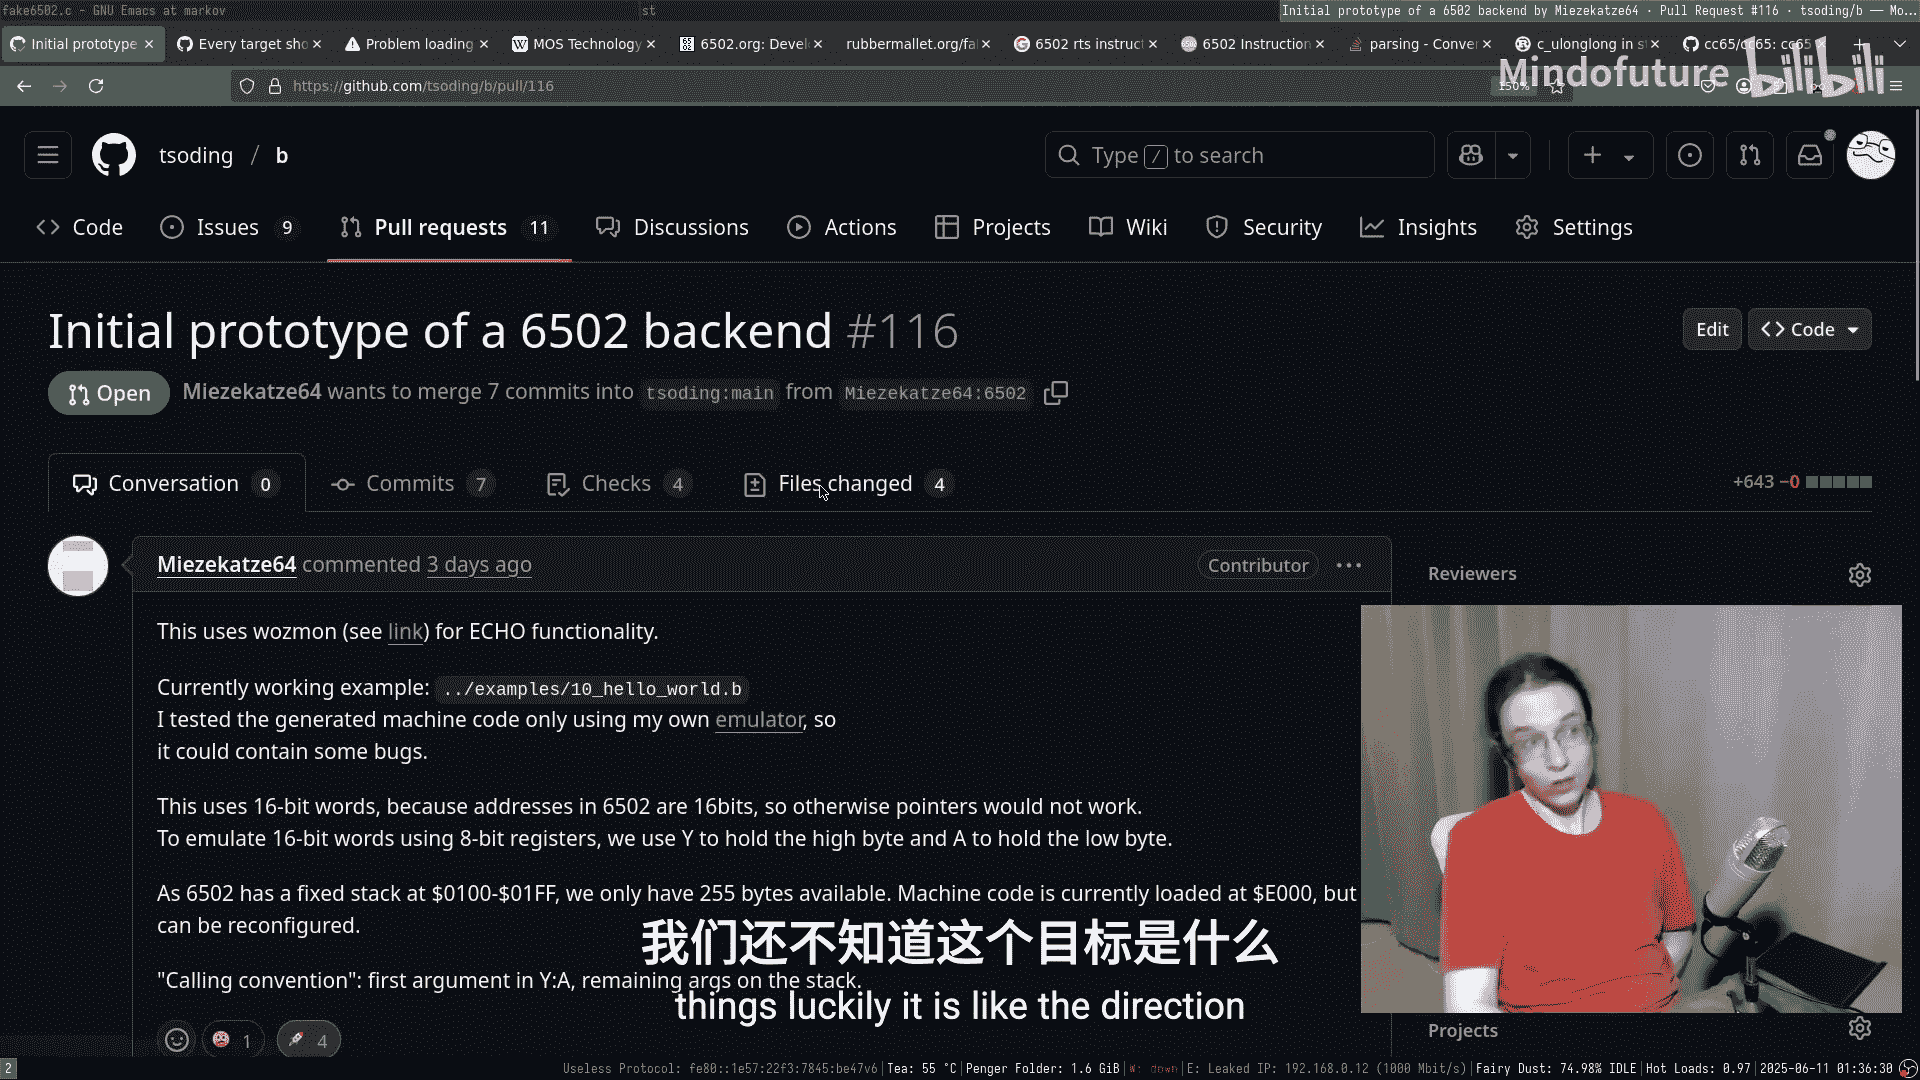 fake6502.c - GNU Emacs at markov
st
Initial prototype of a 6502 backend by Miezekatze64 · Pull Request #116 · tsoding/b — Mo...
Initial prototype
Every target sho
Problem loading
MOS Technology
6502.org: Devel
rubbermallet.org/fa
6502 rts instruct
6502 Instruction
parsing - Conver
c_ulonglong in st
cc65/cc65: cc65
https://github.com/tsoding/b/pull/116
150%
Mindofuture bilibili
tsoding / b
Type / to search
Code
Issues 9
Pull requests 11
Discussions
Actions
Projects
Wiki
Security
Insights
Settings
Initial prototype of a 6502 backend #116
Edit
Code
Open
Miezekatze64 wants to merge 7 commits into tsoding:main from Miezekatze64:6502
Conversation 0
Commits 7
Checks 4
Files changed 4
+643 −0
Miezekatze64 commented 3 days ago
Contributor
Reviewers
This uses wozmon (see link) for ECHO functionality.
Currently working example: ../examples/10_hello_world.b
I tested the generated machine code only using my own emulator, so
it could contain some bugs.
This uses 16-bit words, because addresses in 6502 are 16bits, so otherwise pointers would not work.
To emulate 16-bit words using 8-bit registers, we use Y to hold the high byte and A to hold the low byte.
As 6502 has a fixed stack at $0100-$01FF, we only have 255 bytes available. Machine code is currently loaded at $E000, but
can be reconfigured.
我们还不知道这个目标是什么
"Calling convention": first argument in Y:A, remaining args on the stack.
things luckily it is like the direction
Projects
1
4
2
Useless Protocol: fe80::1e57:22f3:7845:be47v6|Tea: 55 °C|Penger Folder: 1.6 GiB|W: down|E: Leaked IP: 192.168.0.12 (1000 Mbit/s)|Fairy Dust: 74.98% IDLE|Hot Loads: 0.97|2025-06-11 01:36:30